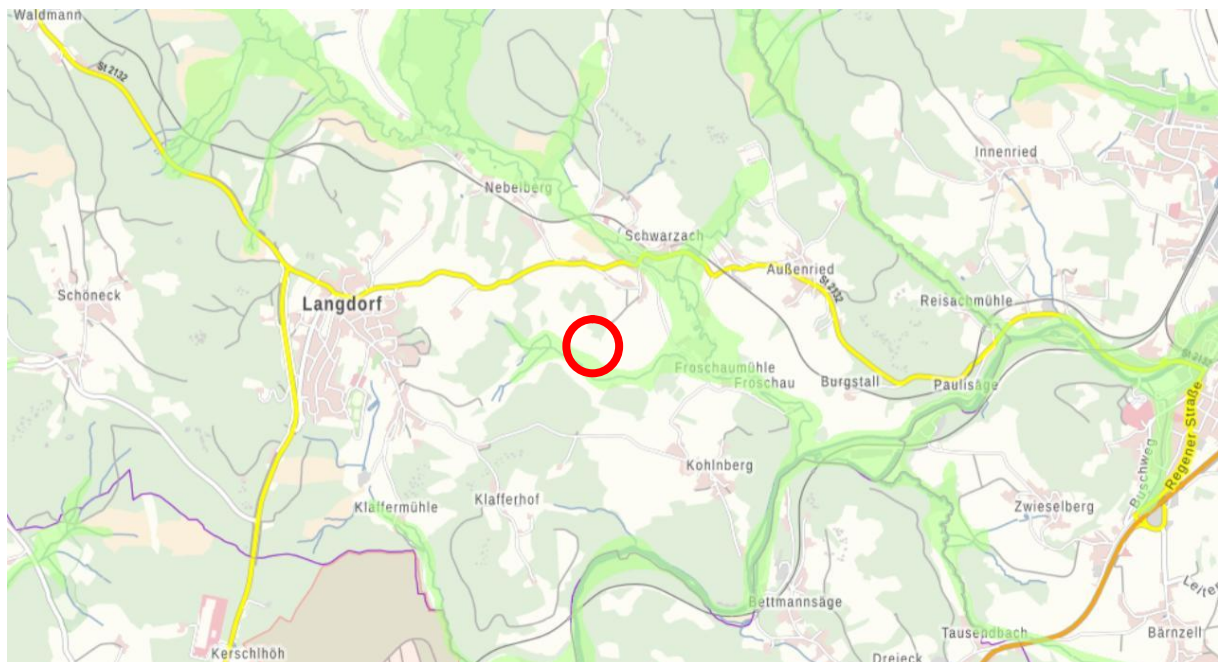 Waldmann
St 2132
Innenried
Nebelberg
Schwarzach
Außenried
St 2132
Schöneck
Langdorf
Reisachmühle
St 2132
Froschaumühle
Froschau
Burgstall
Paulisäge
Regener Straße
Buschweg
Kohlnberg
Klaffermühle
Klafferhof
Zwieselberg
Bettmannsäge
Tausendbach
Bärnzell
Kerschlhöh
Dreieck